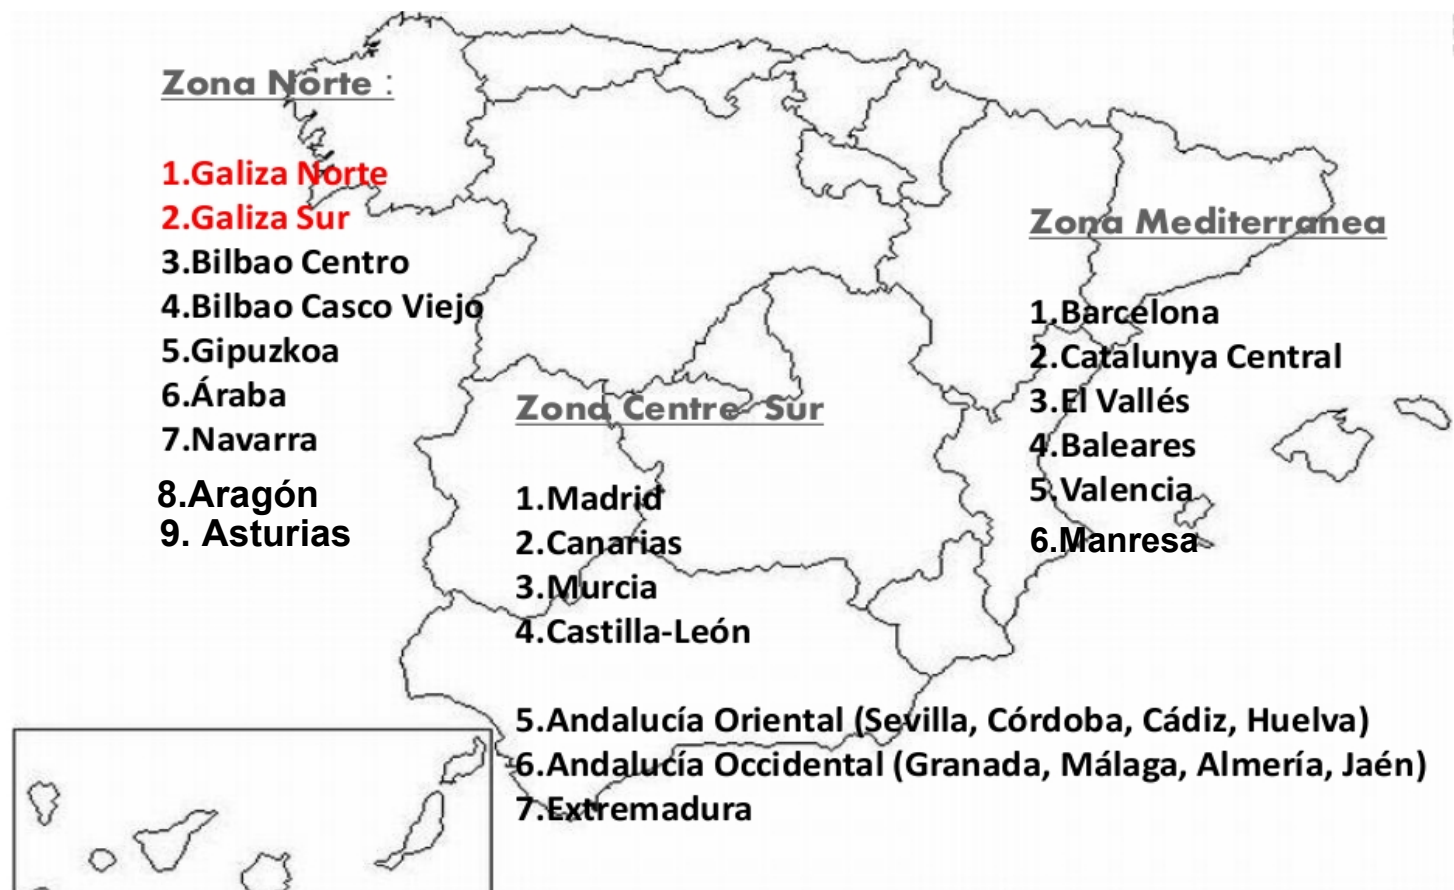 Zona Norte :
1.Galiza Norte
2.Galiza Sur
3.Bilbao Centro
4.Bilbao Casco Viejo
5.Gipuzkoa
6.Áraba
7.Navarra
8.Aragón
9. Asturias
Zona Centre Sur
1.Madrid
2.Canarias
3.Murcia
4.Castilla-León
5.Andalucía Oriental (Sevilla, Córdoba, Cádiz, Huelva)
6.Andalucía Occidental (Granada, Málaga, Almería, Jaén)
7.Extremadura
Zona Mediterranea
1.Barcelona
2.Catalunya Central
3.El Vallés
4.Baleares
5.Valencia
6.Manresa